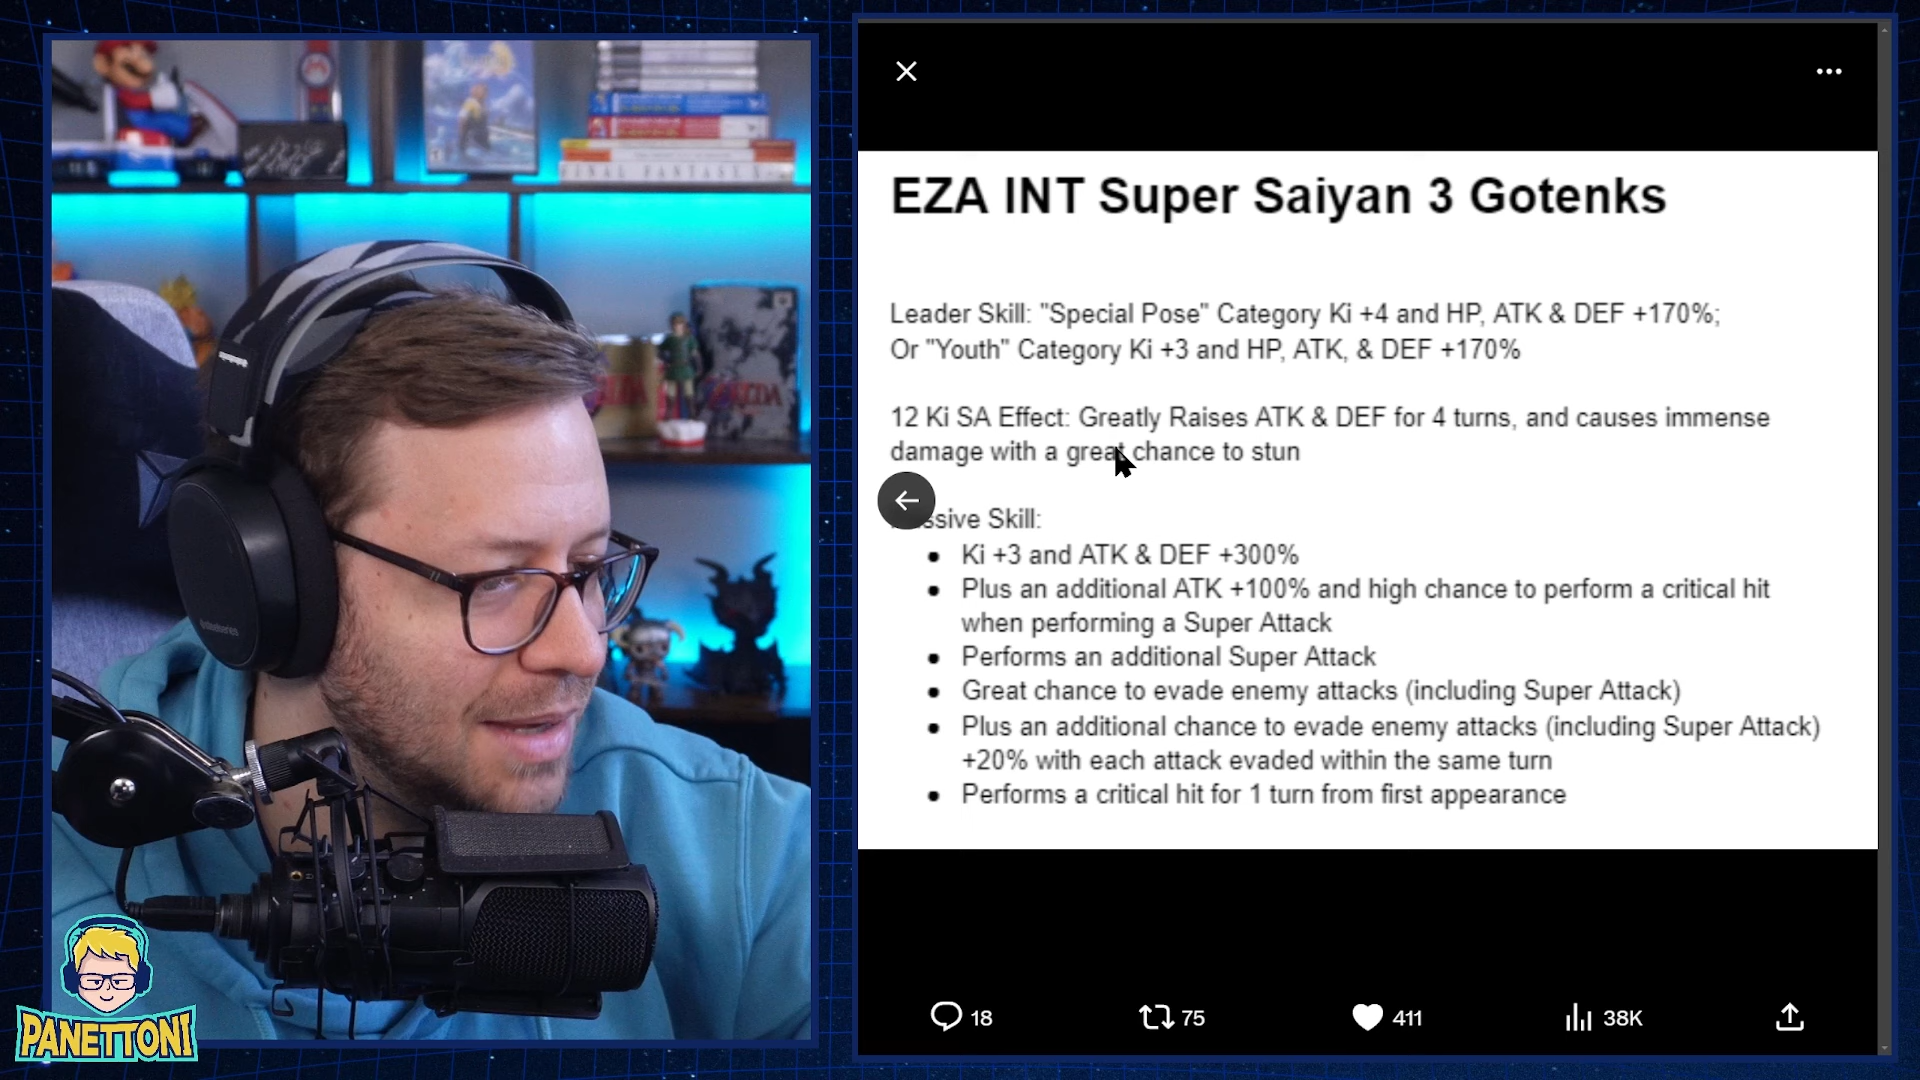 EZA INT Super Saiyan 3 Gotenks
Leader Skill: "Special Pose" Category Ki +4 and HP, ATK & DEF +170%;
Or "Youth" Category Ki +3 and HP, ATK, & DEF +170%
12 Ki SA Effect: Greatly Raises ATK & DEF for 4 turns, and causes immense
damage with a great chance to stun
ssive Skill:
● Ki +3 and ATK & DEF +300%
● Plus an additional ATK +100% and high chance to perform a critical hit
when performing a Super Attack
● Performs an additional Super Attack
● Great chance to evade enemy attacks (including Super Attack)
● Plus an additional chance to evade enemy attacks (including Super Attack)
+20% with each attack evaded within the same turn
● Performs a critical hit for 1 turn from first appearance
18
75
411
38K
FINAL FANTASY
ZELDA
PANETTONI